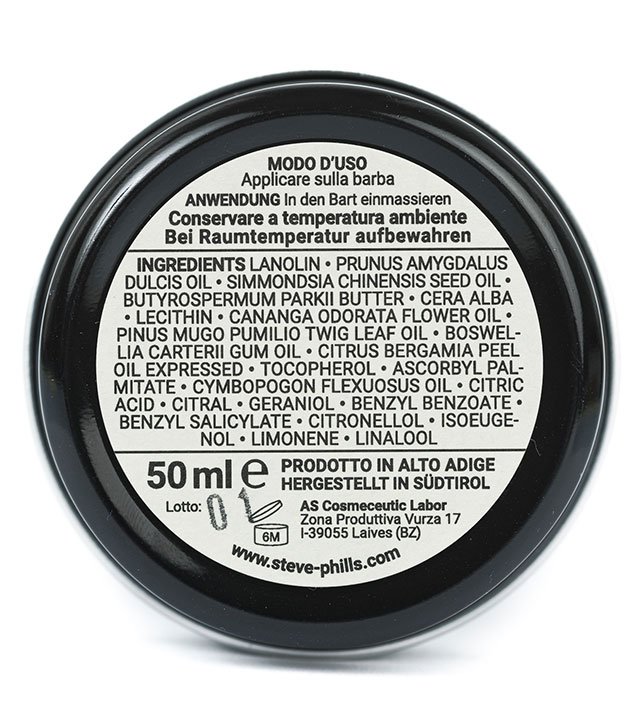 MODO D'USO
Applicare sulla barba
ANWENDUNG In den Bart einmassieren
Conservare a temperatura ambiente
Bei Raumtemperatur aufbewahren
INGREDIENTS LANOLIN • PRUNUS AMYGDALUS
DULCIS OIL • SIMMONDSIA CHINENSIS SEED OIL •
BUTYROSPERMUM PARKII BUTTER • CERA ALBA
• LECITHIN • CANANGA ODORATA FLOWER OIL •
PINUS MUGO PUMILIO TWIG LEAF OIL • BOSWEL-
LIA CARTERII GUM OIL • CITRUS BERGAMIA PEEL
OIL EXPRESSED • TOCOPHEROL • ASCORBYL PAL-
MITATE • CYMBOPOGON FLEXUOSUS OIL • CITRIC
ACID • CITRAL • GERANIOL • BENZYL BENZOATE •
BENZYL SALICYLATE • CITRONELLOL • ISOEUGE-
NOL • LIMONENE • LINALOOL
50 ml ℮ PRODOTTO IN ALTO ADIGE
HERGESTELLT IN SÜDTIROL
Lotto: 01
6M
AS Cosmeceutic Labor
Zona Produttiva Vurza 17
I-39055 Laives (BZ)
www.steve-phills.com